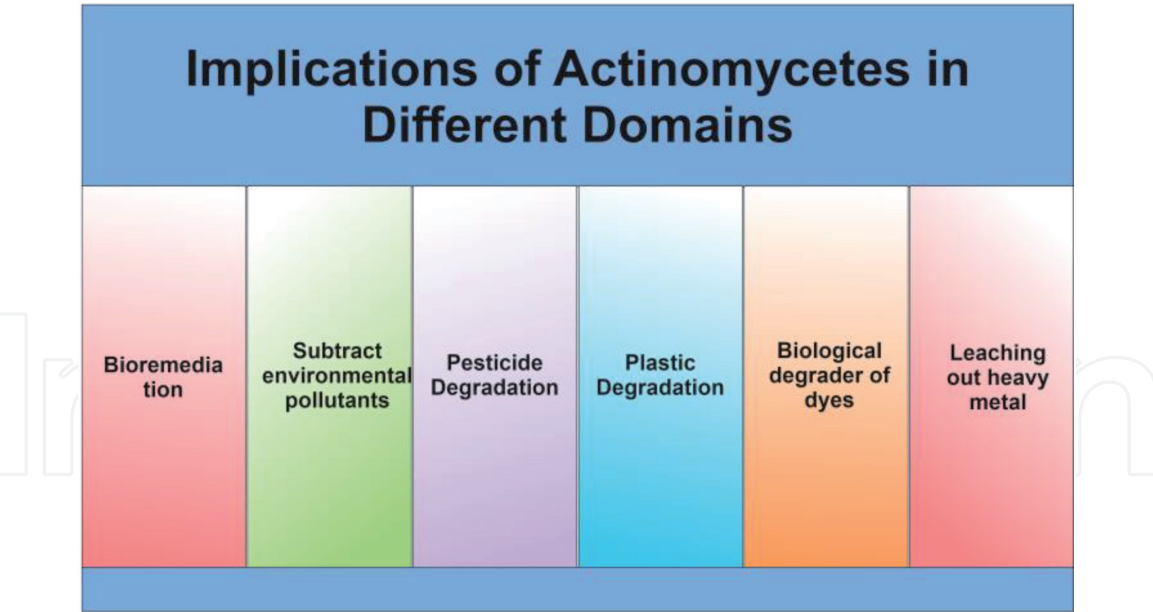 Implications of Actinomycetes in
Different Domains
Bioremedia
tion
Subtract
environmental
pollutants
Pesticide
Degradation
Plastic
Degradation
Biological
degrader of
dyes
Leaching
out heavy
metal